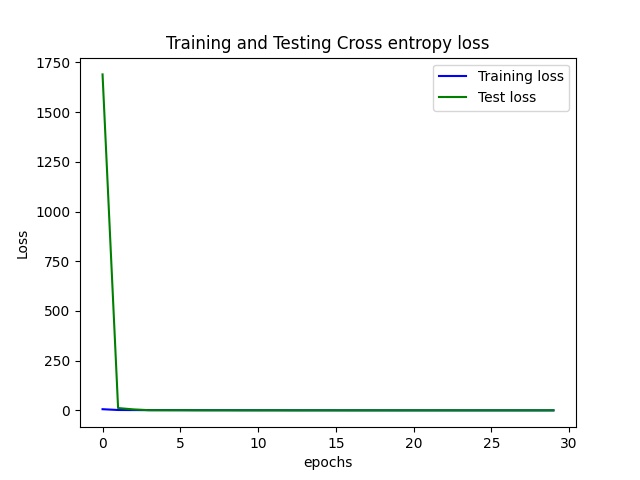 Training and Testing Cross entropy loss
Training loss
Test loss
1750
1500
1250
1000
750
500
250
0
Loss
0 5 10 15 20 25 30
epochs